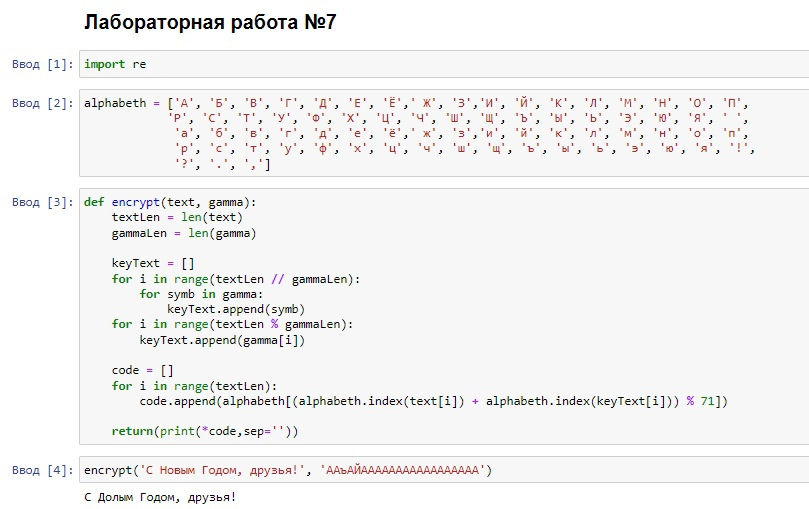 Лабораторная работа №7
Ввод [1]: import re
Ввод [2]: alphabeth = ['А', 'Б', 'В', 'Г', 'Д', 'Е', 'Ё',' Ж', 'З','И', 'Й', 'К', 'Л', 'М', 'Н', 'О', 'П',
'Р', 'С', 'Т', 'У', 'Ф', 'Х', 'Ц', 'Ч', 'Ш', 'Щ', 'Ъ', 'Ы', 'Ь', 'Э', 'Ю', 'Я', ' ',
'а', 'б', 'в', 'г', 'д', 'е', 'ё',' ж', 'з','и', 'й', 'к', 'л', 'м', 'н', 'о', 'п',
'р', 'с', 'т', 'у', 'ф', 'х', 'ц', 'ч', 'ш', 'щ', 'ъ', 'ы', 'ь', 'э', 'ю', 'я', '!',
'?', '.', ',']
Ввод [3]: def encrypt(text, gamma):
textLen = len(text)
gammaLen = len(gamma)
keyText = []
for i in range(textLen // gammaLen):
for symb in gamma:
keyText.append(symb)
for i in range(textLen % gammaLen):
keyText.append(gamma[i])
code = []
for i in range(textLen):
code.append(alphabeth[(alphabeth.index(text[i]) + alphabeth.index(keyText[i])) % 71])
return(print(*code,sep=''))
Ввод [4]: encrypt('С Новым Годом, друзья!', 'ААъАЙААААААААААААААААА')
С Долым Годом, друзья!